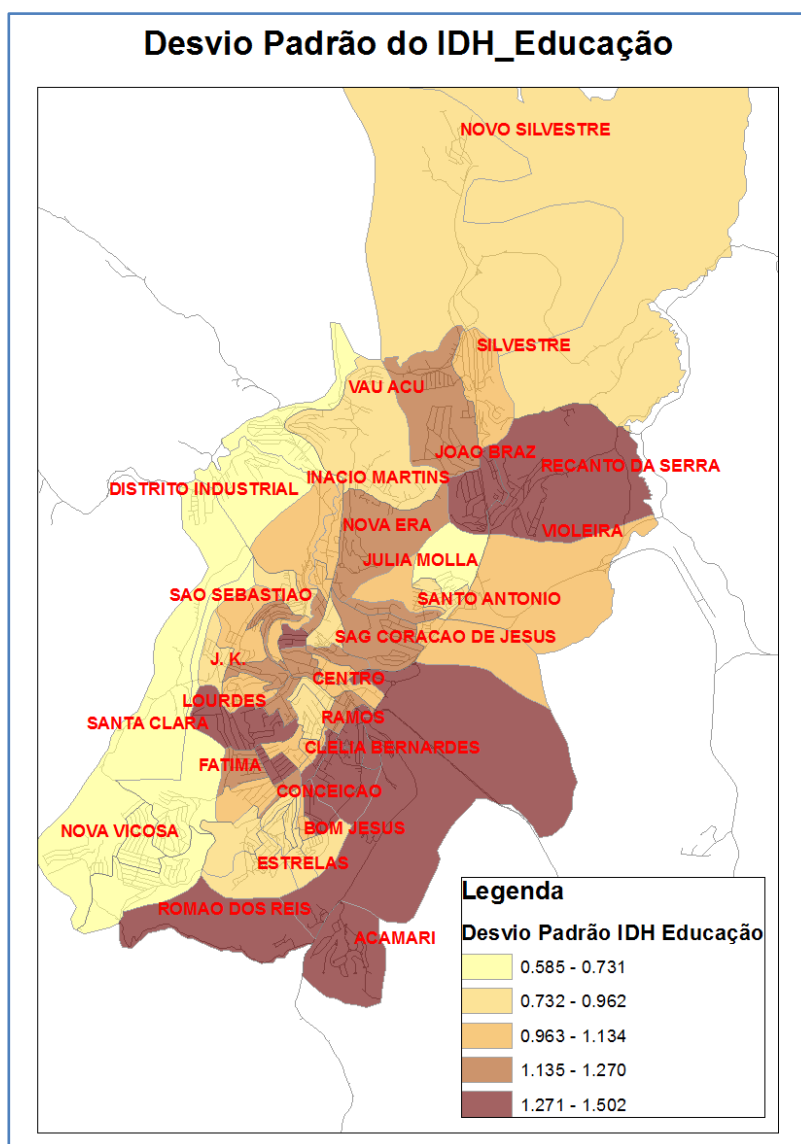 Desvio Padrão do IDH_Educação
NOVO SILVESTRE
SILVESTRE
VAU ACU
JOAO BRAZ
RECANTO DA SERRA
INACIO MARTINS
DISTRITO INDUSTRIAL
NOVA ERA
VIOLEIRA
JULIA MOLLA
SAO SEBASTIAO
SANTO ANTONIO
SAG CORACAO DE JESUS
J. K.
CENTRO
LOURDES
RAMOS
SANTA CLARA
CLELIA BERNARDES
FATIMA
CONCEICAO
NOVA VICOSA
BOM JESUS
ESTRELAS
ROMAO DOS REIS
ACAMARI
Legenda
Desvio Padrão IDH Educação
0.585 - 0.731
0.732 - 0.962
0.963 - 1.134
1.135 - 1.270
1.271 - 1.502